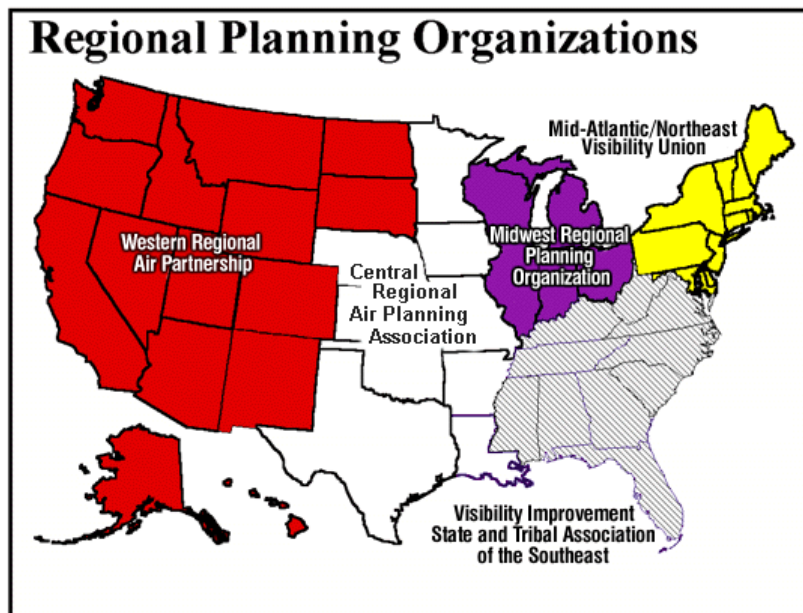 Regional Planning Organizations
Mid-Atlantic/Northeast
Visibility Union
Western Regional
Air Partnership
Midwest Regional
Planning
Organization
Central
Regional
Air Planning
Association
Visibility Improvement
State and Tribal Association
of the Southeast